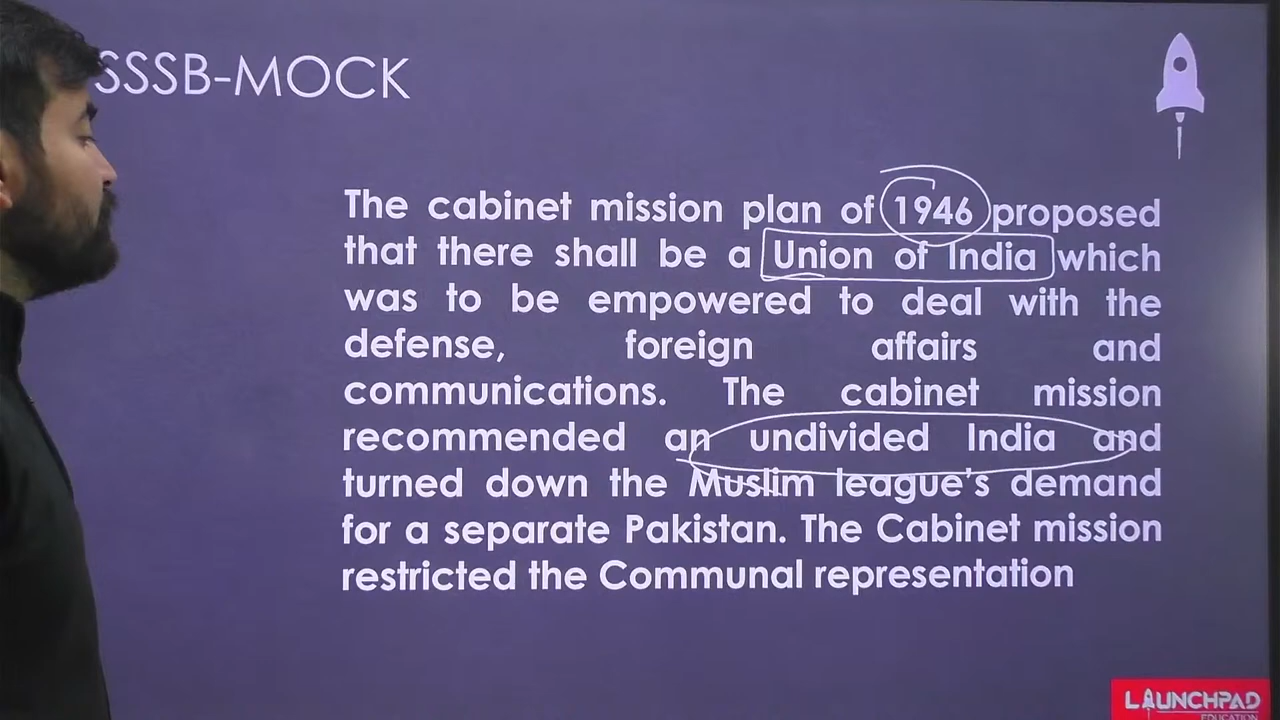 SSSB-MOCK
The cabinet mission plan of 1946 proposed
that there shall be a Union of India which
was to be empowered to deal with the
defense, foreign affairs and
communications. The cabinet mission
recommended an undivided India and
turned down the Muslim league's demand
for a separate Pakistan. The Cabinet mission
restricted the Communal representation
LAUNCHPAD
EDUCATION